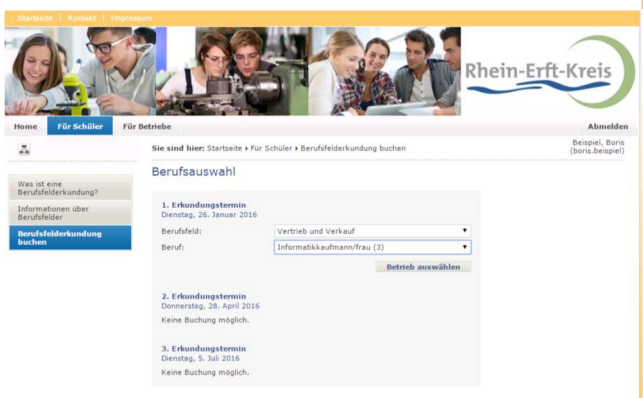 Startseite | Kontakt | Impressum
Rhein-Erft-Kreis
Home Für Schüler Für Betriebe Abmelden
Sie sind hier: Startseite ▸ Für Schüler ▸ Berufsfelderkundung buchen
Beispiel, Boris
(boris.beispiel)
Was ist eine
Berufsfelderkundung?
Informationen über
Berufsfelder
Berufsfelderkundung
buchen
Berufsauswahl
1. Erkundungstermin
Dienstag, 26. Januar 2016
Berufsfeld: Vertrieb und Verkauf
Beruf: Informatikkaufmann/frau (3)
Betrieb auswählen
2. Erkundungstermin
Donnerstag, 28. April 2016
Keine Buchung möglich.
3. Erkundungstermin
Dienstag, 5. Juli 2016
Keine Buchung möglich.